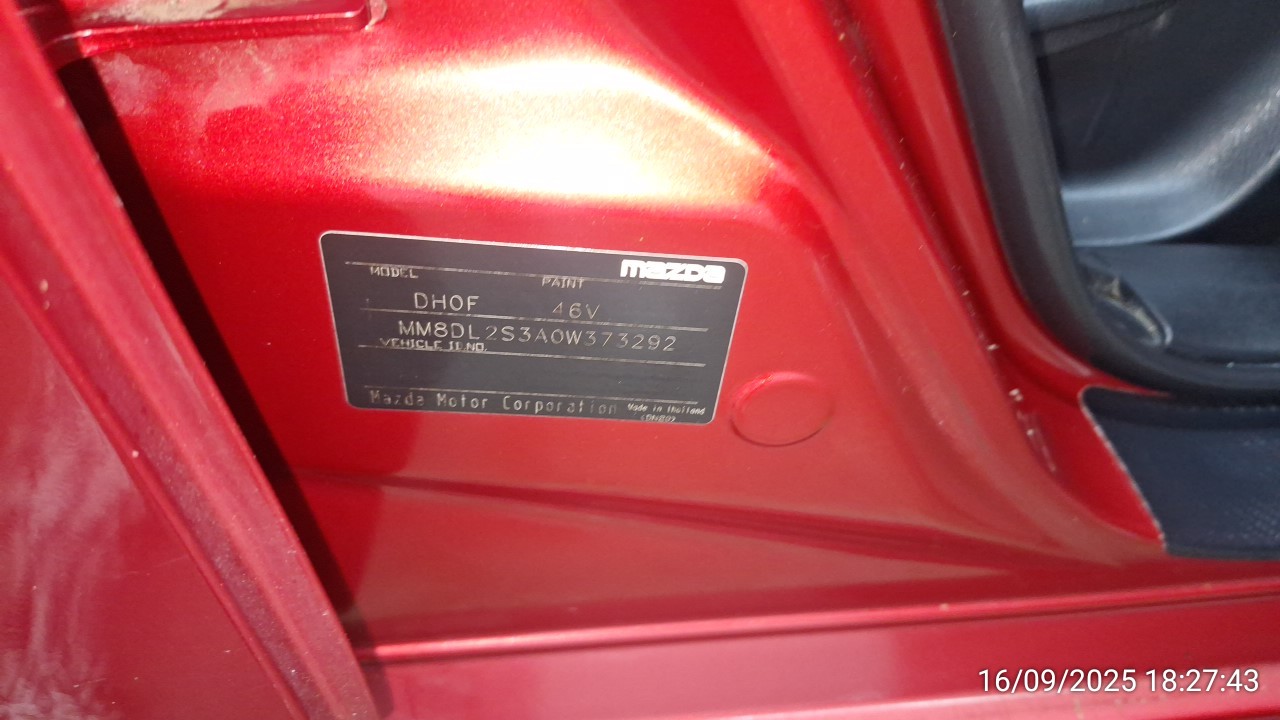 mazda
MODEL PAINT
DH0F 46V
MM8DL2S3A0W373292
VEHICLE ID.NO.
Mazda Motor Corporation Made in Thailand
16/09/2025 18:27:43